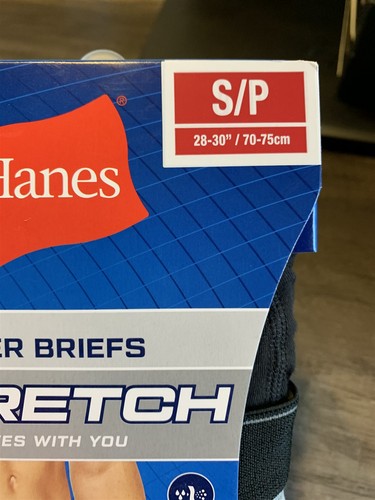 S/P
28-30" / 70-75cm
Hanes
®
ER BRIEFS
RETCH
ES WITH YOU